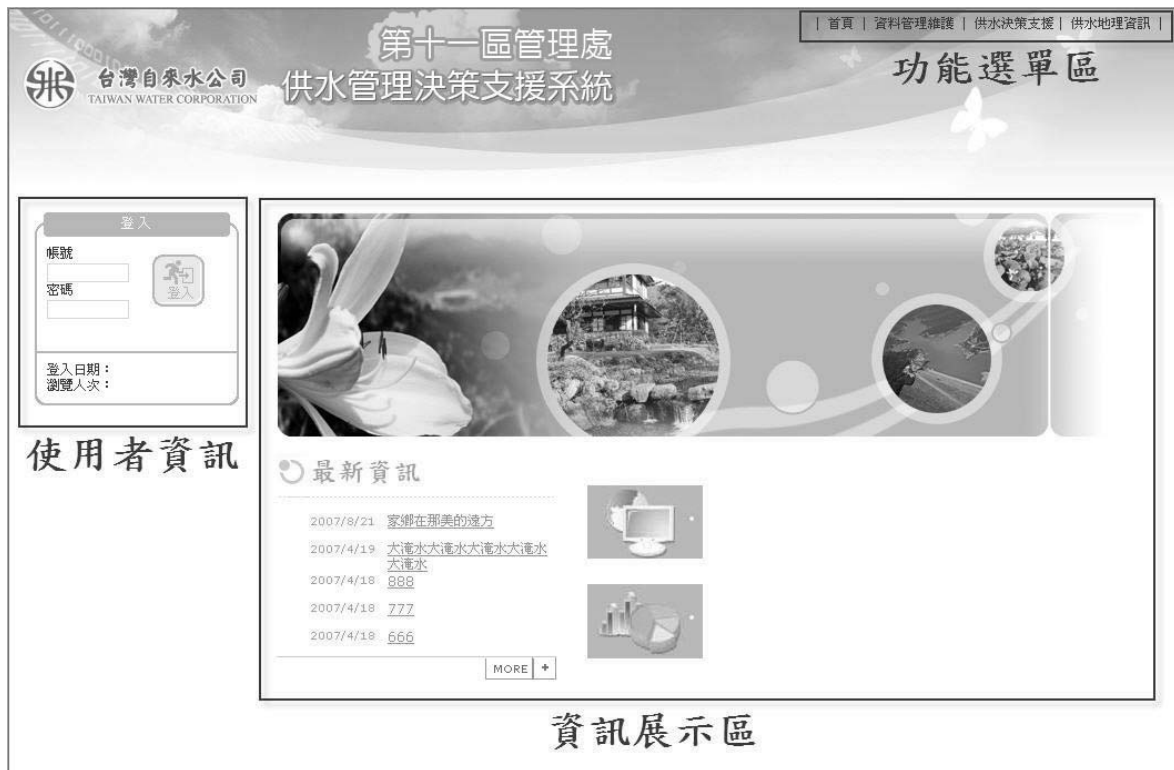 | 首頁 | 資料管理維護 | 供水決策支援 | 供水地理資訊 |
功能選單區
第十一區管理處
供水管理決策支援系統
台灣自來水公司
TAIWAN WATER CORPORATION
登入
帳號
密碼
登入
登入日期：
瀏覽人次：
使用者資訊
最新資訊
2007/8/21 家鄉在那美的遠方
2007/4/19 大淹水大淹水大淹水大淹水
大淹水
2007/4/18 888
2007/4/18 777
2007/4/18 666
MORE +
資訊展示區